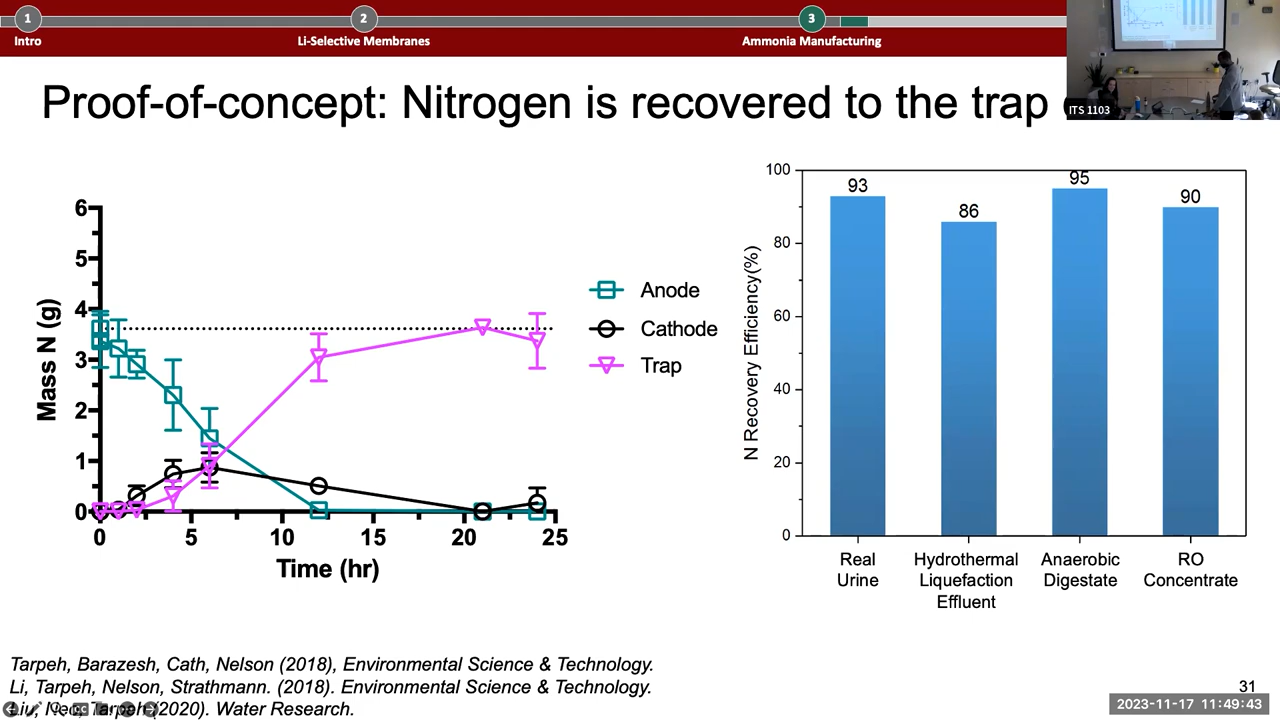 1
2
3
Intro
Li-Selective Membranes
Ammonia Manufacturing
ITS 1103
Proof-of-concept: Nitrogen is recovered to the trap
6
5
4
3
2
1
0
Mass N (g)
0
5
10
15
20
25
Time (hr)
Anode
Cathode
Trap
100
80
60
40
20
0
N Recovery Efficiency(%)
93
86
95
90
Real
Urine
Hydrothermal
Liquefaction
Effluent
Anaerobic
Digestate
RO
Concentrate
Tarpeh, Barazesh, Cath, Nelson (2018), Environmental Science & Technology.
Li, Tarpeh, Nelson, Strathmann. (2018). Environmental Science & Technology.
Tarpeh (2020). Water Research.
31
2023-11-17 11:49:43